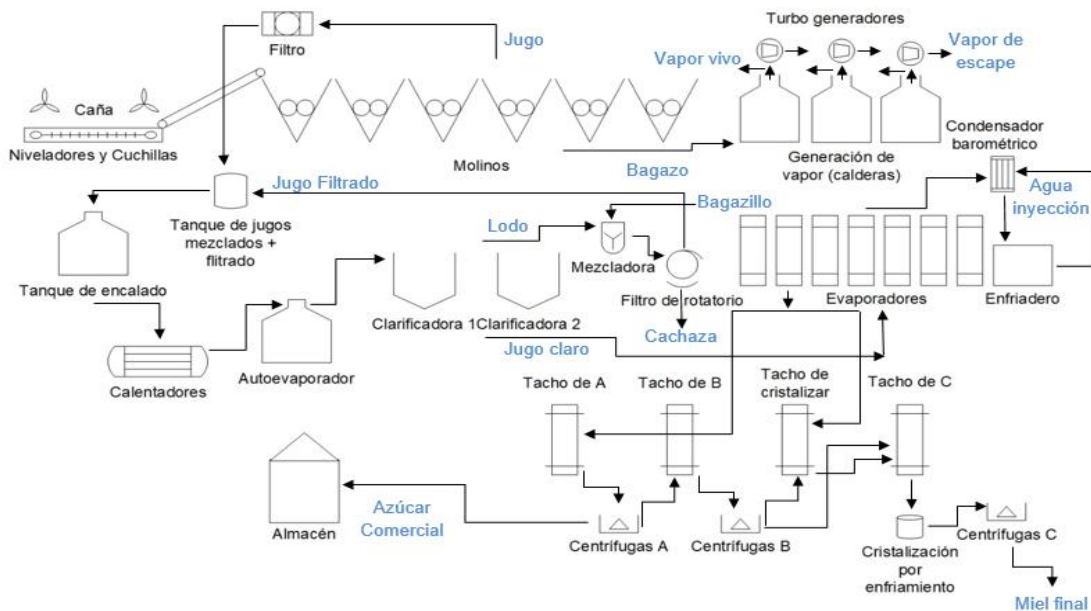 Turbo generadores
Filtro
Jugo
Vapor vivo
Vapor de
escape
Caña
Niveladores y Cuchillas
Molinos
Bagazo
Generación de
vapor (calderas)
Condensador
barométrico
Jugo Filtrado
Tanque de jugos
mezclados +
flitrado
Lodo
Bagazillo
Agua
inyección
Tanque de encalado
Mezcladora
Filtro de rotatorio
Evaporadores
Enfriadero
Clarificadora 1
Clarificadora 2
Cachaza
Jugo claro
Calentadores
Autoevaporador
Tacho de A
Tacho de B
Tacho de
cristalizar
Tacho de C
Almacén
Azúcar
Comercial
Centrífugas A
Centrífugas B
Cristalización
por
enfriamiento
Centrífugas C
Miel final